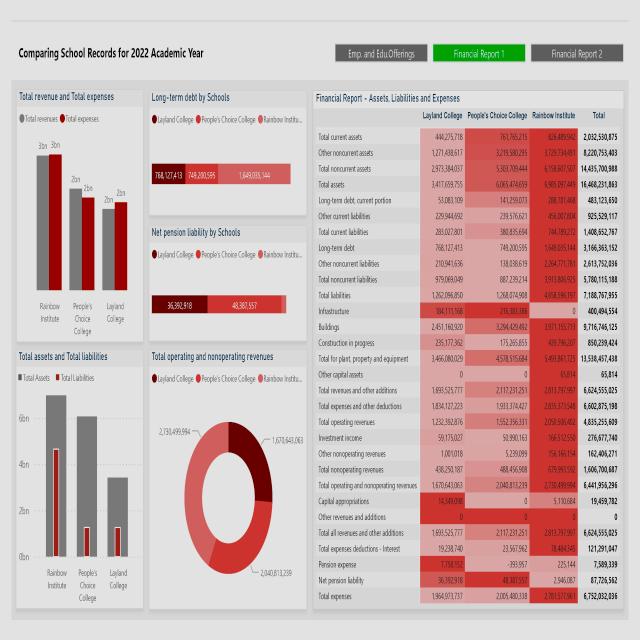 Comparing School Records for 2022 Academic Year
Emp. and Edu.Offerings
Financial Report 1
Financial Report 2
Total revenue and Total expenses
Total revenues Total expenses
3bn 3bn
2bn 2bn
2bn 2bn
Rainbow Institute
People's Choice College
Layland College
Long-term debt by Schools
Layland College People's Choice College Rainbow Institu...
768,127,413 749,200,595 1,649,035,144
Net pension liability by Schools
Layland College People's Choice College Rainbow Institu...
36,392,918 48,387,557
Total assets and Total liabilities
Total Assets Total Liabilities
6bn
4bn
2bn
0bn
Rainbow Institute
People's Choice College
Layland College
Total operating and nonoperating revenues
Layland College People's Choice College Rainbow Institu...
2,730,499,994
1,670,643,063
2,040,813,239
Financial Report - Assets, Liabilities and Expenses
Layland College People's Choice College Rainbow Institute Total
Total current assets 444,275,718 761,765,215 826,489,942 2,032,530,875
Other noncurrent assets 1,271,438,617 3,219,580,295 3,729,734,491 8,220,753,403
Total noncurrent assets 2,973,384,037 5,303,709,444 6,158,607,507 14,435,700,988
Total assets 3,417,659,755 6,065,474,659 6,985,097,449 16,468,231,863
Long-term debt, current portion 53,083,109 141,259,073 288,781,468 483,123,650
Other current liabilities 229,944,692 239,576,621 456,007,804 925,529,117
Total current liabilities 283,027,801 380,835,694 744,789,272 1,408,652,767
Long-term debt 768,127,413 749,200,595 1,649,035,144 3,166,363,152
Other noncurrent liabilities 210,941,636 138,038,619 2,264,771,781 2,613,752,036
Total noncurrent liabilities 979,069,049 887,239,214 3,913,806,925 5,780,115,188
Total liabilities 1,262,096,850 1,268,074,908 4,658,596,197 7,188,767,955
Infrastructure 184,111,168 216,383,386 0 400,494,554
Buildings 2,451,160,920 3,294,429,492 3,971,155,713 9,716,746,125
Construction in progress 235,177,362 175,265,855 439,796,207 850,239,424
Total for plant, property and equipment 3,466,080,029 4,578,515,684 5,493,861,725 13,538,457,438
Other capital assets 0 0 65,814 65,814
Total revenues and other additions 1,693,525,777 2,117,231,251 2,813,797,997 6,624,555,025
Total expenses and other deductions 1,834,127,223 1,933,374,427 2,835,373,548 6,602,875,198
Total operating revenues 1,232,392,876 1,552,356,331 2,050,506,402 4,835,255,609
Investment income 59,175,027 50,990,163 166,512,550 276,677,740
Other nonoperating revenues 1,001,018 5,239,099 156,166,154 162,406,271
Total nonoperating revenues 438,250,187 488,456,908 679,993,592 1,606,700,687
Total operating and nonoperating revenues 1,670,643,063 2,040,813,239 2,730,499,994 6,441,956,296
Capital appropriations 14,349,098 0 5,110,684 19,459,782
Other revenues and additions 0 0 0 0
Total all revenues and other additions 1,693,525,777 2,117,231,251 2,813,797,997 6,624,555,025
Total expenses deductions - Interest 19,238,740 23,567,962 78,484,345 121,291,047
Pension expense 7,758,152 -393,957 225,144 7,589,339
Net pension liability 36,392,918 48,387,557 2,946,087 87,726,562
Total expenses 1,964,973,737 2,005,480,338 2,781,577,961 6,752,032,036